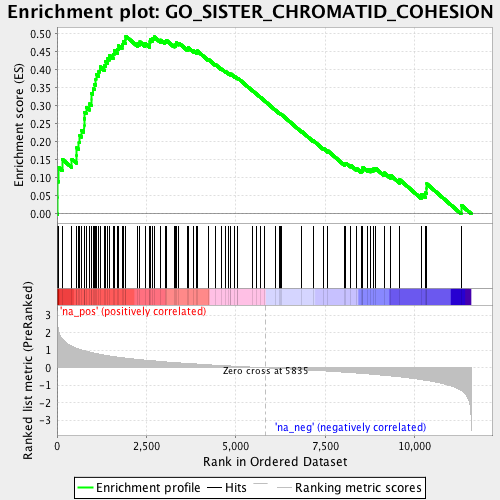 Enrichment plot: GO_SISTER_CHROMATID_COHESION
Enrichment score (ES)
0.50
0.45
0.40
0.35
0.30
0.25
0.20
0.15
0.10
0.05
0.00
'na_pos' (positively correlated)
Ranked list metric (PreRanked)
3
2
1
0
-1
-2
-3
Zero cross at 5835
'na_neg' (negatively correlated)
0
2,500
5,000
7,500
10,000
Rank in Ordered Dataset
Enrichment profile
Hits
Ranking metric scores